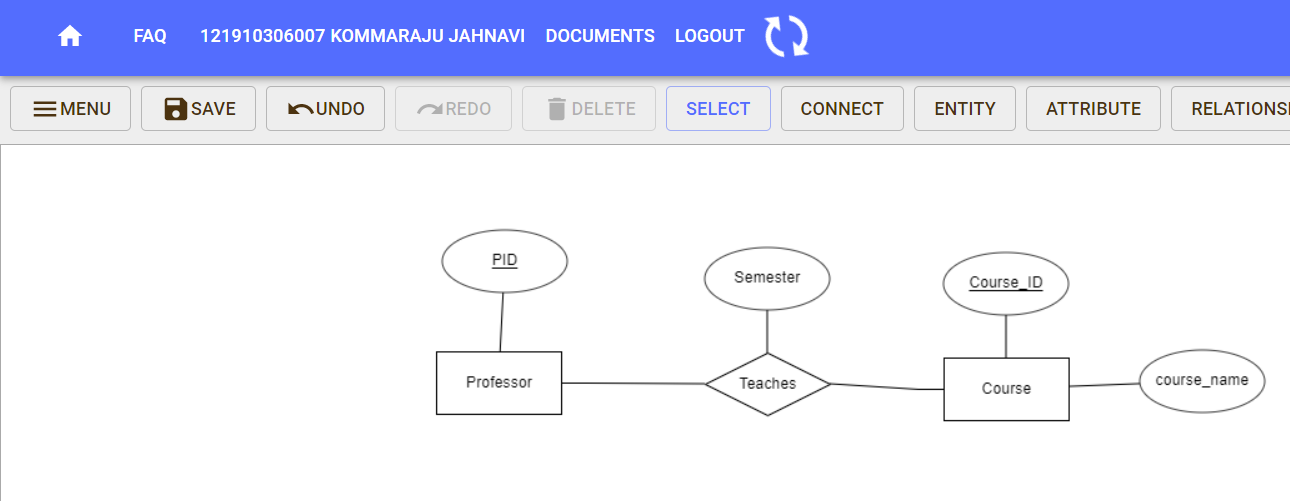 FAQ 121910306007 KOMMARAJU JAHNAVI DOCUMENTS LOGOUT
MENU SAVE UNDO REDO DELETE SELECT CONNECT ENTITY ATTRIBUTE RELATIONS
PID
Semester
Course_ID
Professor
Teaches
Course
course_name